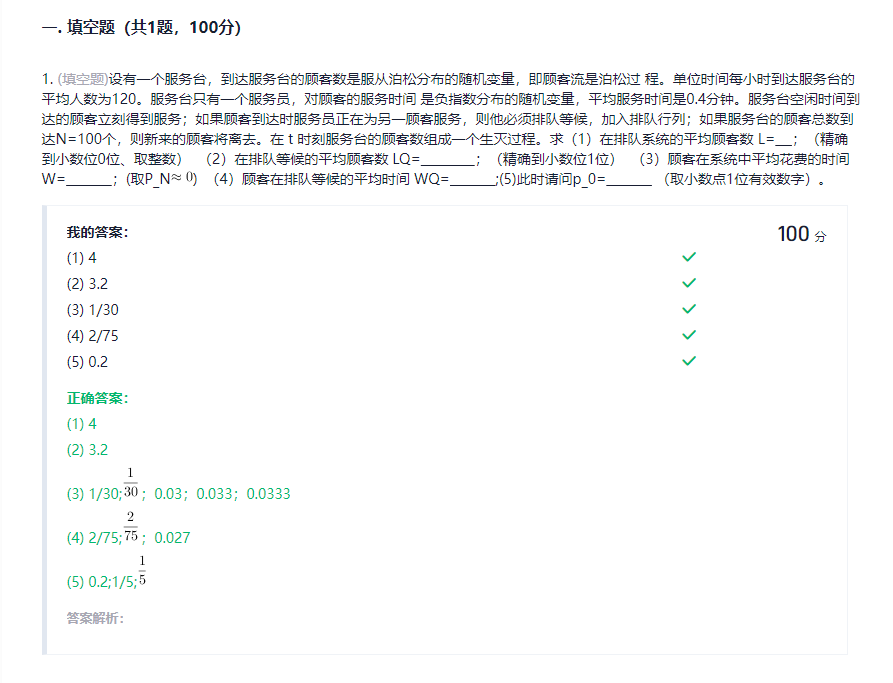 一. 填空题（共1题，100分）
1. (填空题)设有一个服务台，到达服务台的顾客数是服从泊松分布的随机变量，即顾客流是泊松过 程。单位时间每小时到达服务台的
平均人数为120。服务台只有一个服务员，对顾客的服务时间 是负指数分布的随机变量，平均服务时间是0.4分钟。服务台空闲时间到
达的顾客立刻得到服务；如果顾客到达时服务员正在为另一顾客服务，则他必须排队等候，加入排队行列；如果服务台的顾客总数到
达N=100个，则新来的顾客将离去。在 t 时刻服务台的顾客数组成一个生灭过程。求（1）在排队系统的平均顾客数 L=__；（精确
到小数位0位、取整数） （2）在排队等候的平均顾客数 LQ=_______；（精确到小数位1位） （3）顾客在系统中平均花费的时间
W=______；(取P_N≈ 0) （4）顾客在排队等候的平均时间 WQ=______;(5)此时请问p_0=______ （取小数点1位有效数字）。
我的答案：
100 分
(1) 4
(2) 3.2
(3) 1/30
(4) 2/75
(5) 0.2
正确答案：
(1) 4
(2) 3.2
(3) 1/30;1/30；0.03；0.033；0.0333
(4) 2/75;2/75；0.027
(5) 0.2;1/5;1/5
答案解析：